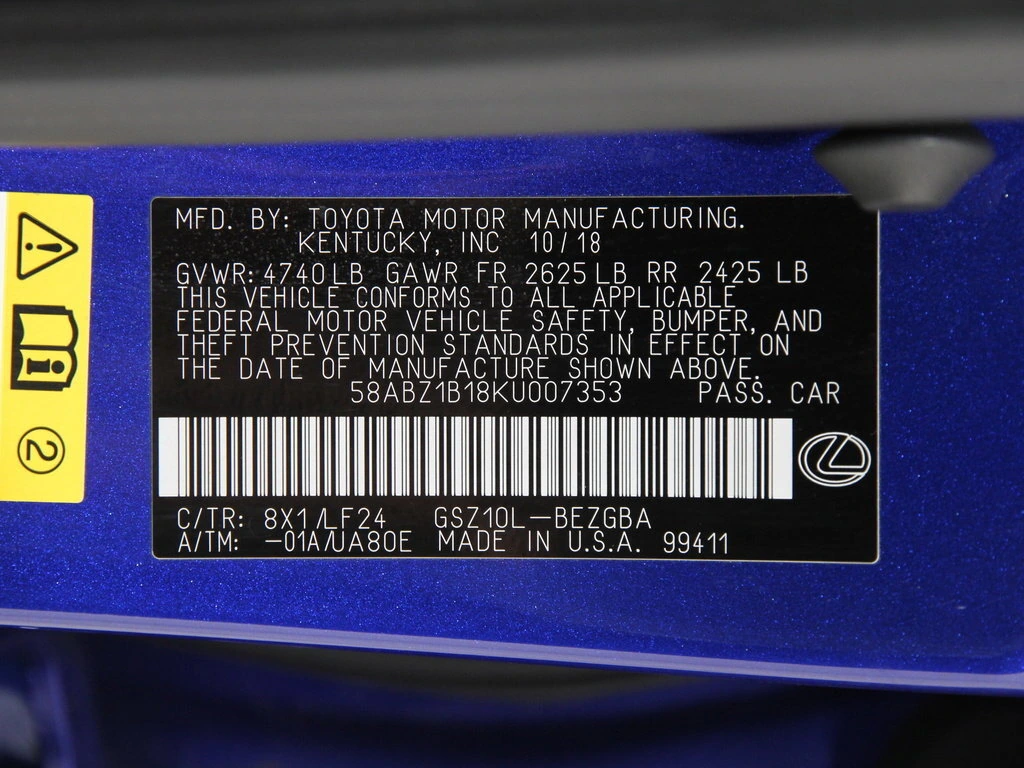 MFD. BY: TOYOTA MOTOR MANUFACTURING.
KENTUCKY, INC 10/18
GVWR: 4740 LB GAWR FR 2625 LB RR 2425 LB
THIS VEHICLE CONFORMS TO ALL APPLICABLE
FEDERAL MOTOR VEHICLE SAFETY, BUMPER, AND
THEFT PREVENTION STANDARDS IN EFFECT ON
THE DATE OF MANUFACTURE SHOWN ABOVE.
58ABZ1B18KU007353 PASS. CAR
C/TR: 8X1/LF24 GSZ10L-BEZGBA
A/TM: -01A/UA80E MADE IN U.S.A. 99411
2